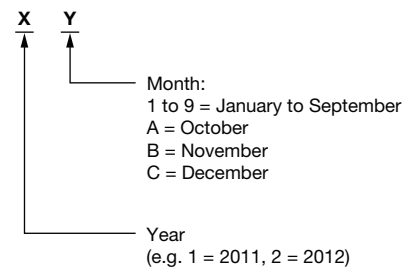 X Y
Month:
1 to 9 = January to September
A = October
B = November
C = December
Year
(e.g. 1 = 2011, 2 = 2012)